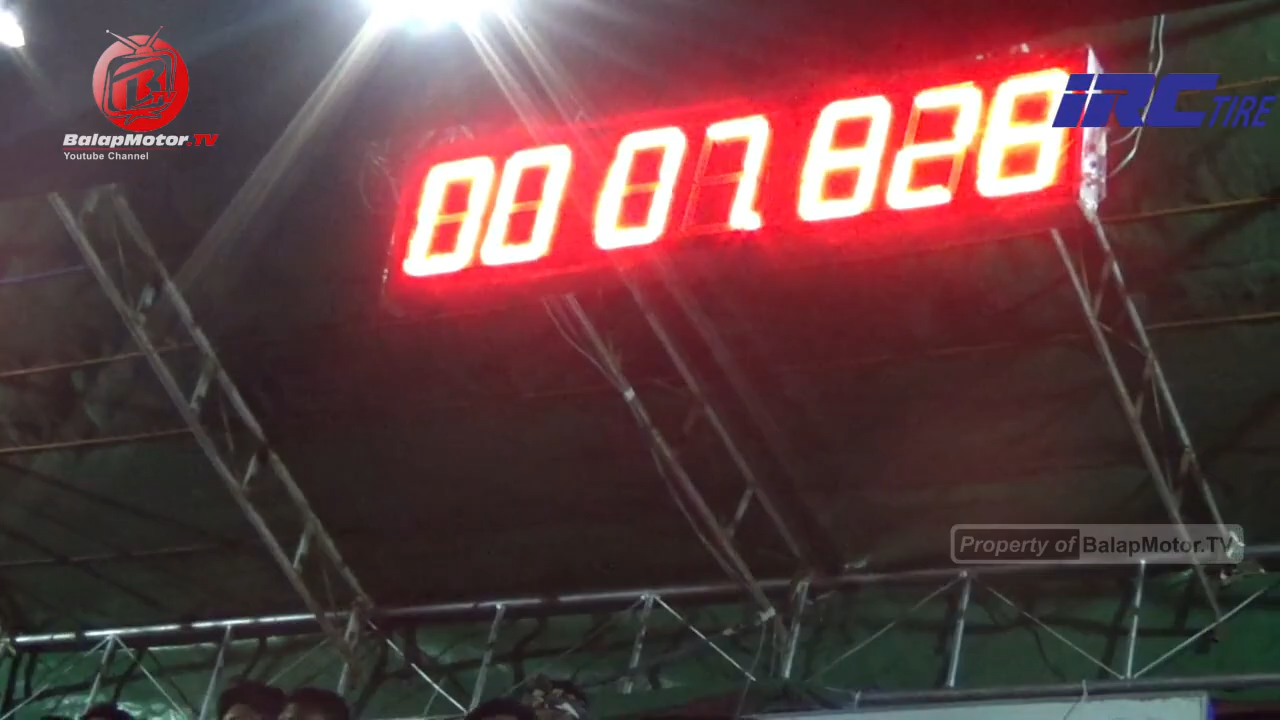 BalapMotor.TV
Youtube Channel
00 07 828
IRC TIRE
Property of BalapMotor.TV